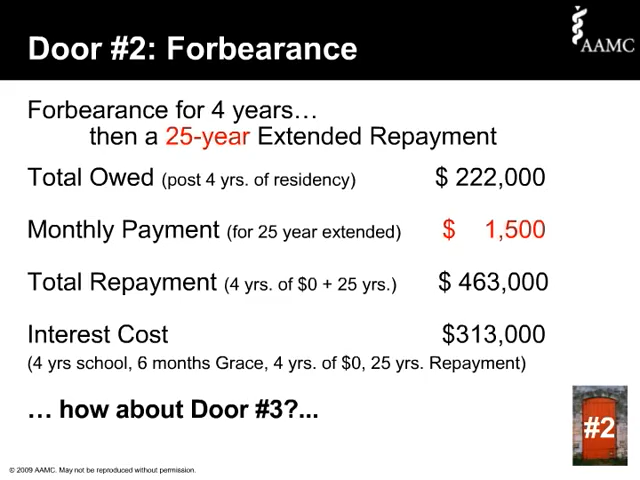 Door #2: Forbearance
AAMC
Forbearance for 4 years…
then a 25-year Extended Repayment
Total Owed (post 4 yrs. of residency) $ 222,000
Monthly Payment (for 25 year extended) $ 1,500
Total Repayment (4 yrs. of $0 + 25 yrs.) $ 463,000
Interest Cost $313,000
(4 yrs school, 6 months Grace, 4 yrs. of $0, 25 yrs. Repayment)
… how about Door #3?...
#2
© 2009 AAMC. May not be reproduced without permission.